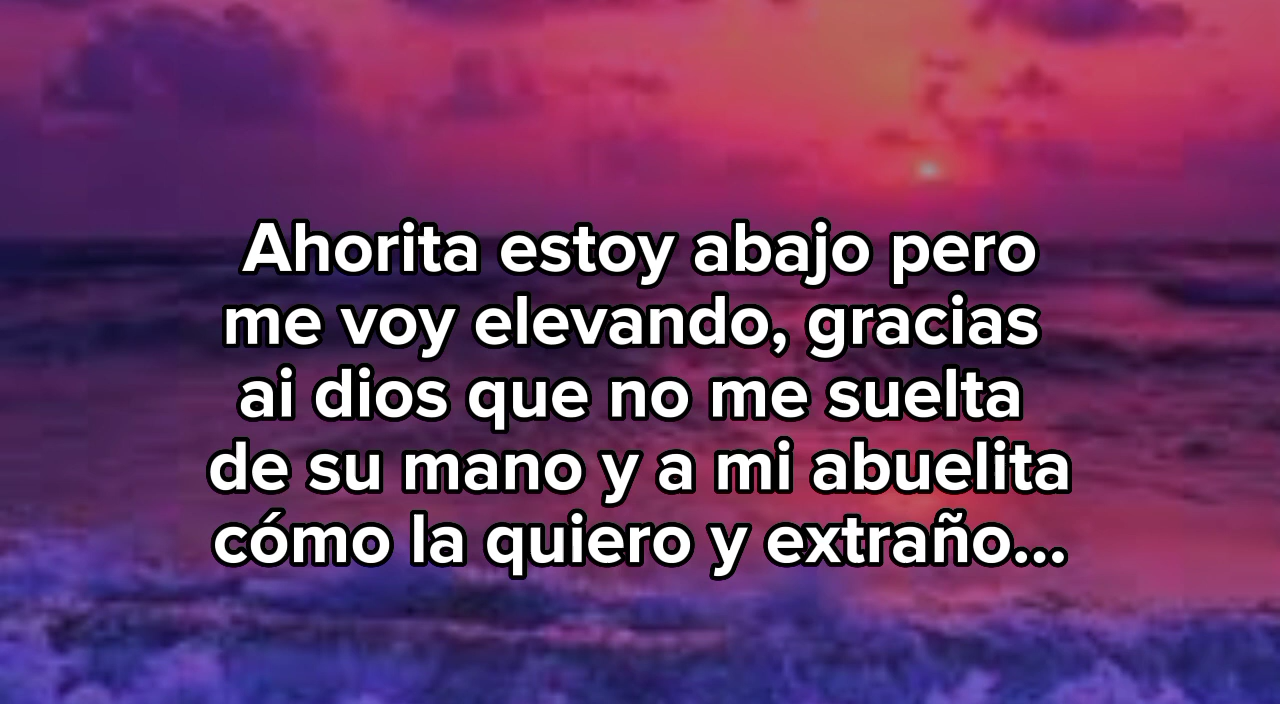 Ahorita estoy abajo pero
me voy elevando, gracias
ai dios que no me suelta
de su mano y a mi abuelita
cómo la quiero y extraño...